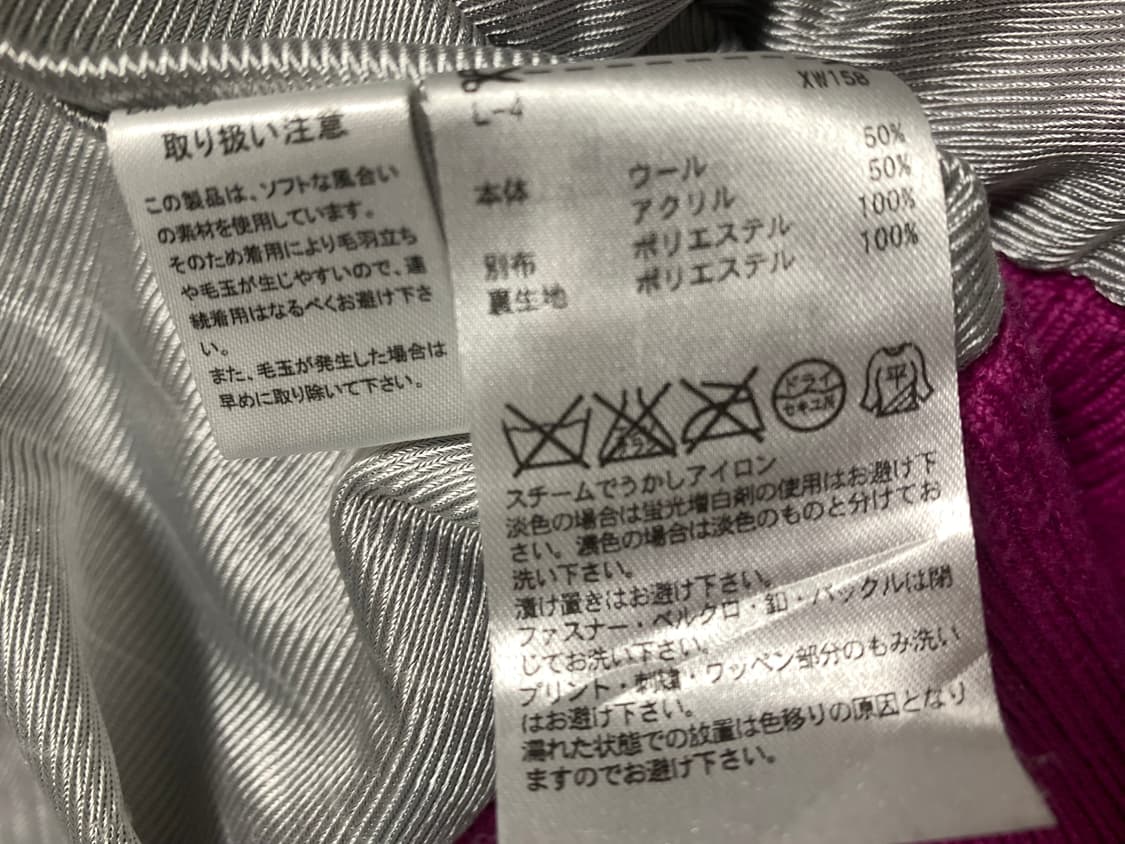 取り扱い注意
この製品は、ソフトな風合い
の素材を使用しています。
そのため着用により毛羽立ち
や毛玉が生じやすいので、連
続着用はなるべくお避け下さ
い。
また、毛玉が発生した場合は
早めに取り除いて下さい。
XW158
L-4
本体 ウール 50%
アクリル 50%
別布 ポリエステル 100%
裏生地 ポリエステル 100%
エンソサラシ
ドライ
セキユ系
平
スチームでうかしアイロン
淡色の場合は蛍光増白剤の使用はお避け下
さい。濃色の場合は淡色のものと分けてお
洗い下さい。
漬け置きはお避け下さい。
ファスナー・ベルクロ・釦・バックルは閉
じてお洗い下さい。
プリント・刺繍・ワッペン部分のもみ洗い
はお避け下さい。
濡れた状態での放置は色移りの原因となり
ますのでお避け下さい。